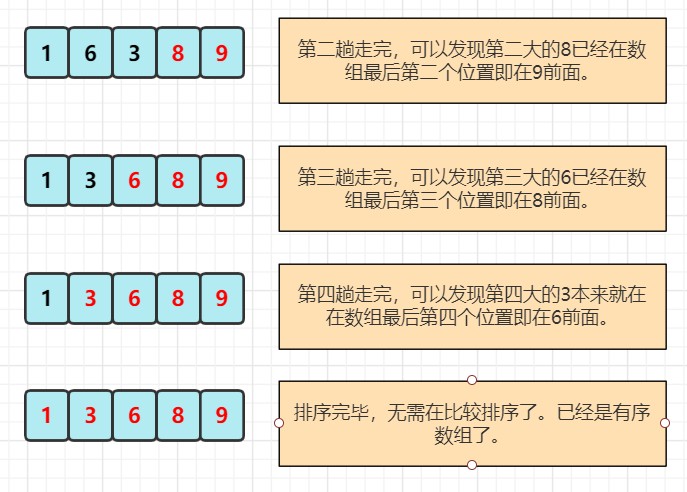 1 6 3 8 9
第二趟走完，可以发现第二大的8已经在数
组最后第二个位置即在9前面。
1 3 6 8 9
第三趟走完，可以发现第三大的6已经在数
组最后第三个位置即在8前面。
1 3 6 8 9
第四趟走完，可以发现第四大的3本来就在
在数组最后第四个位置即在6前面。
1 3 6 8 9
排序完毕，无需在比较排序了。已经是有序
数组了。